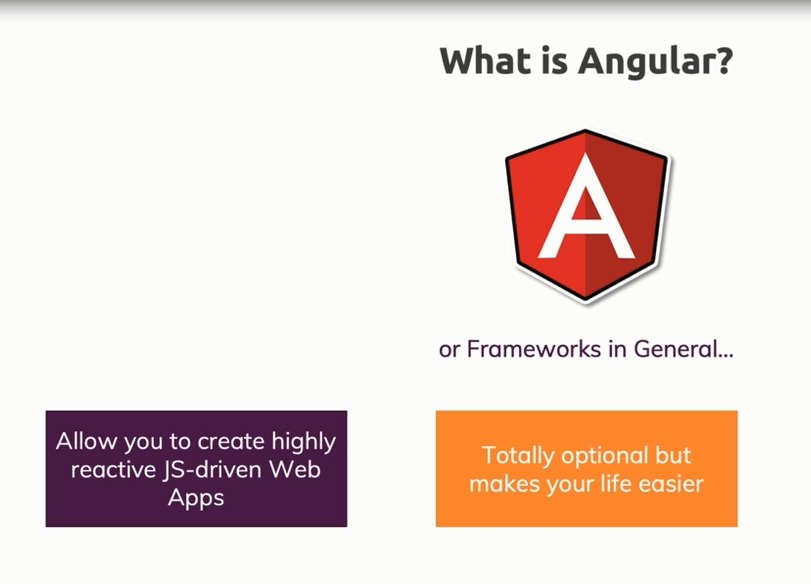 What is Angular?
A
or Frameworks in General...
Allow you to create highly
reactive JS-driven Web
Apps
Totally optional but
makes your life easier